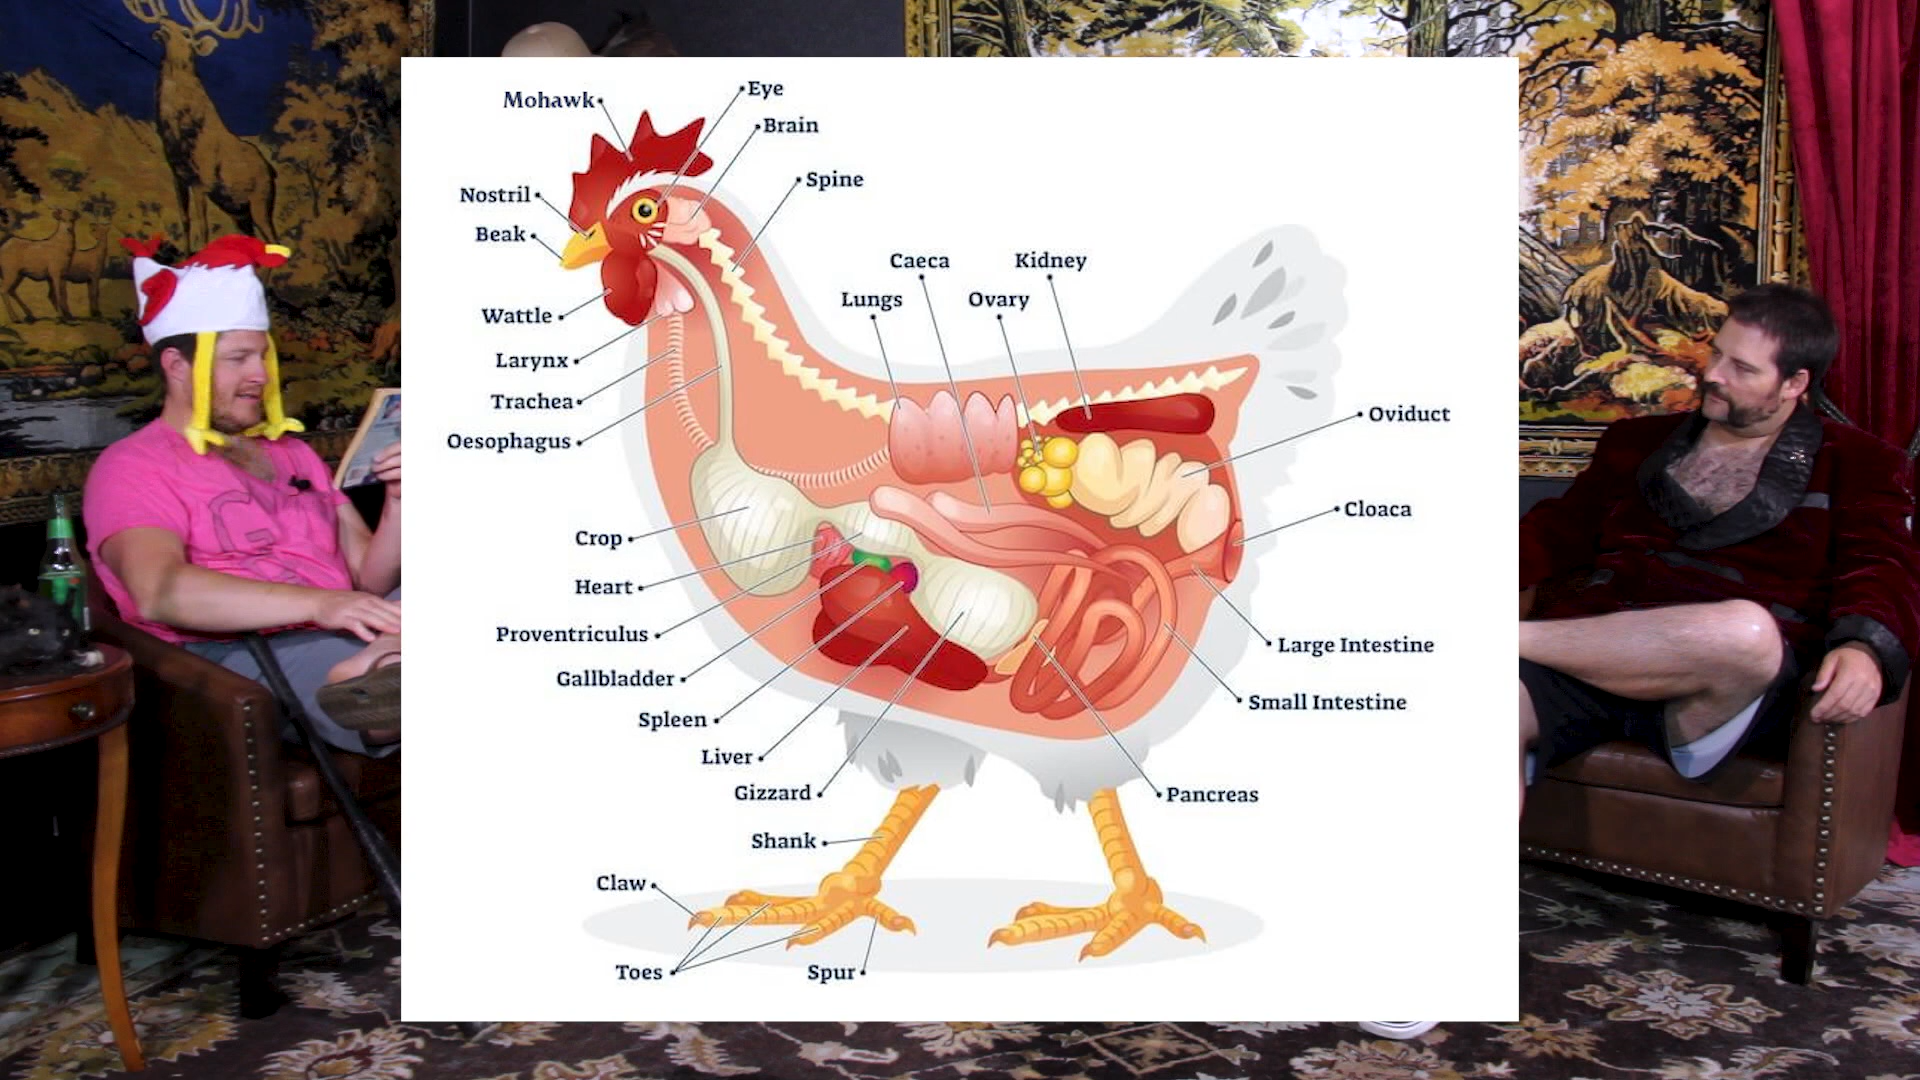 Mohawk
Eye
Brain
Spine
Nostril
Beak
Caeca
Kidney
Lungs
Ovary
Wattle
Larynx
Trachea
Oesophagus
Oviduct
Cloaca
Crop
Heart
Proventriculus
Large Intestine
Gallbladder
Small Intestine
Spleen
Liver
Gizzard
Pancreas
Shank
Claw
Toes
Spur